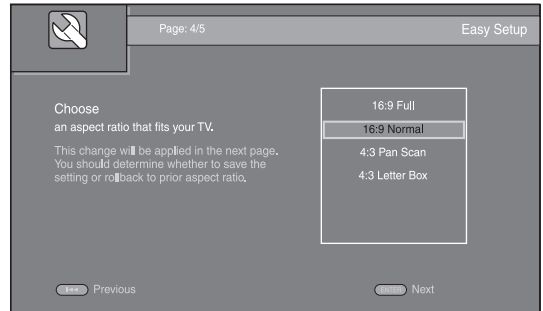 Page: 4/5
Easy Setup
Choose
an aspect ratio that fits your TV.
This change will be applied in the next page.
You should determine whether to save the
setting or rollback to prior aspect ratio.
16:9 Full
16:9 Normal
4:3 Pan Scan
4:3 Letter Box
Previous
ENTER Next